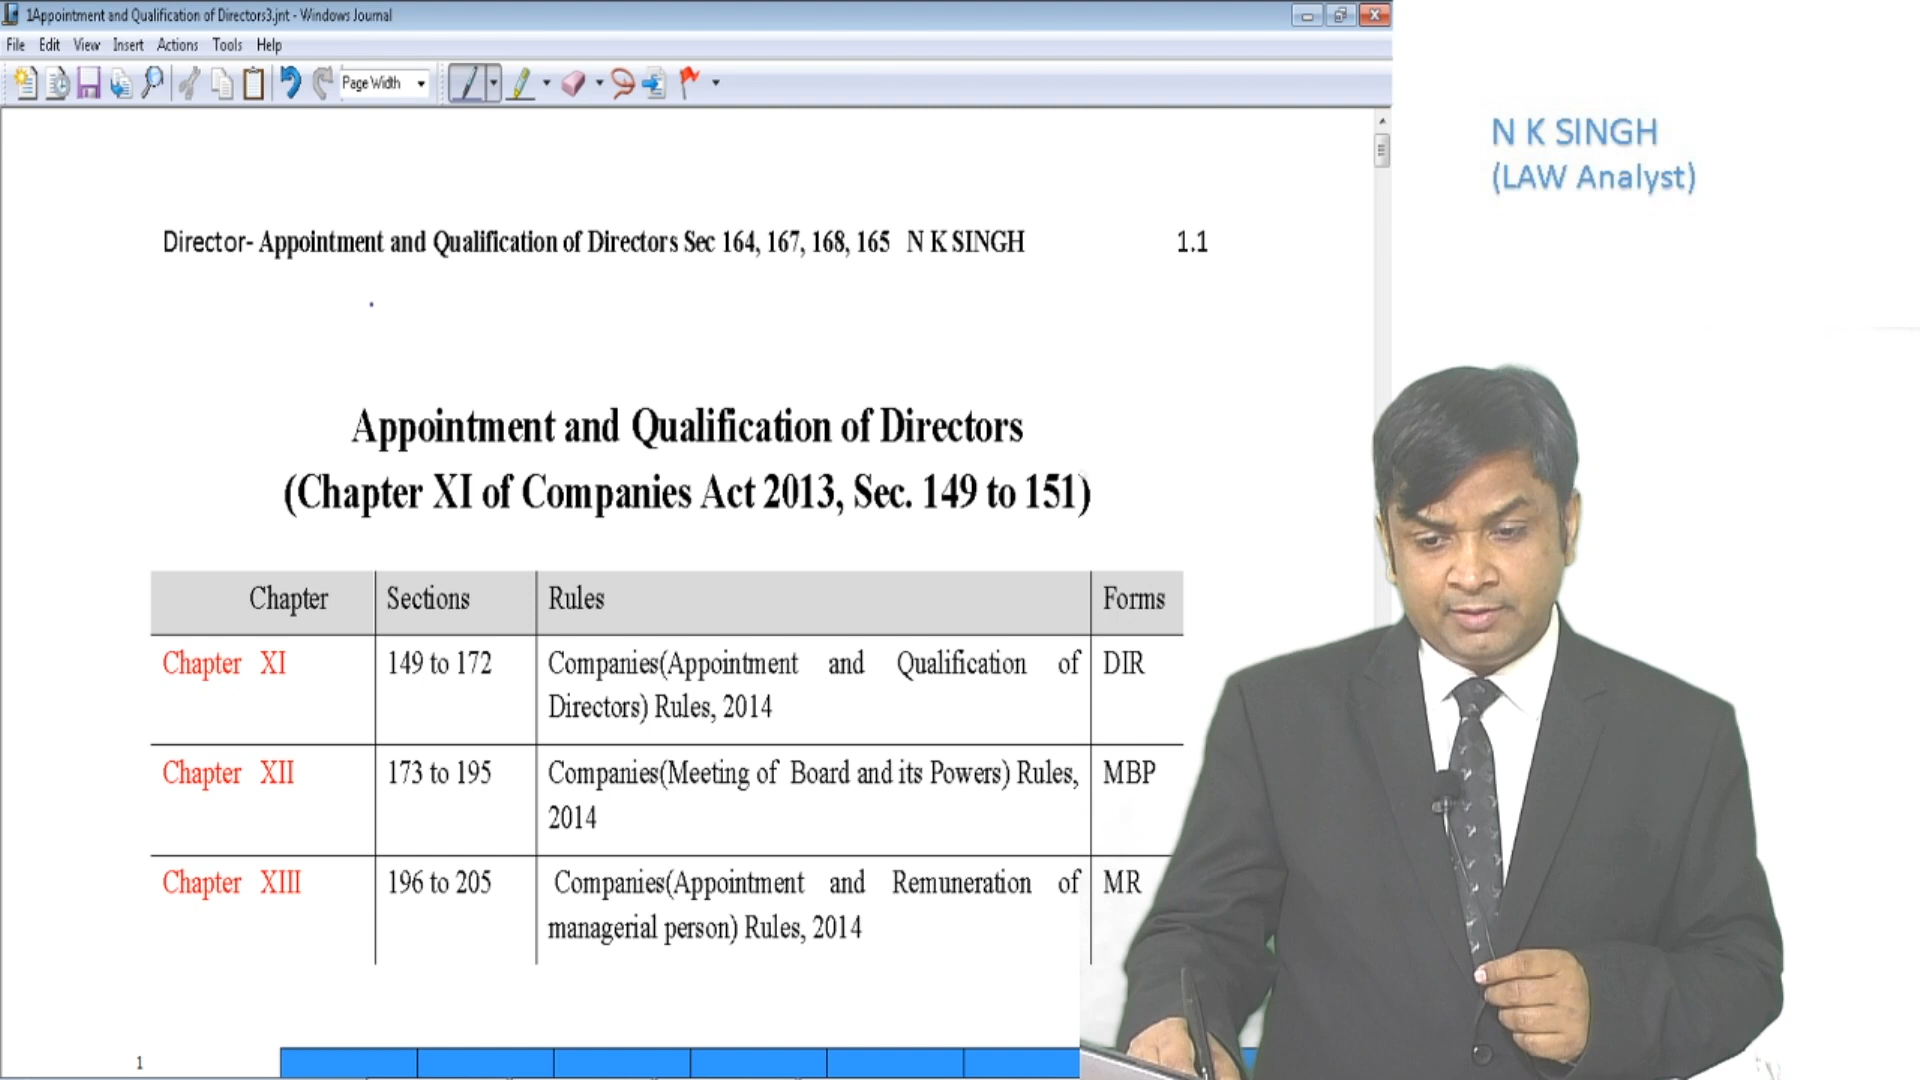 1Appointment and Qualification of Directors3.jnt - Windows Journal
File Edit View Insert Actions Tools Help
Page Width
N K SINGH
(LAW Analyst)
Director- Appointment and Qualification of Directors Sec 164, 167, 168, 165 N K SINGH 1.1
Appointment and Qualification of Directors
(Chapter XI of Companies Act 2013, Sec. 149 to 151)
Chapter Sections Rules Forms
Chapter XI 149 to 172 Companies(Appointment and Qualification of DIR
Directors) Rules, 2014
Chapter XII 173 to 195 Companies(Meeting of Board and its Powers) Rules, MBP
2014
Chapter XIII 196 to 205 Companies(Appointment and Remuneration of MR
managerial person) Rules, 2014
1